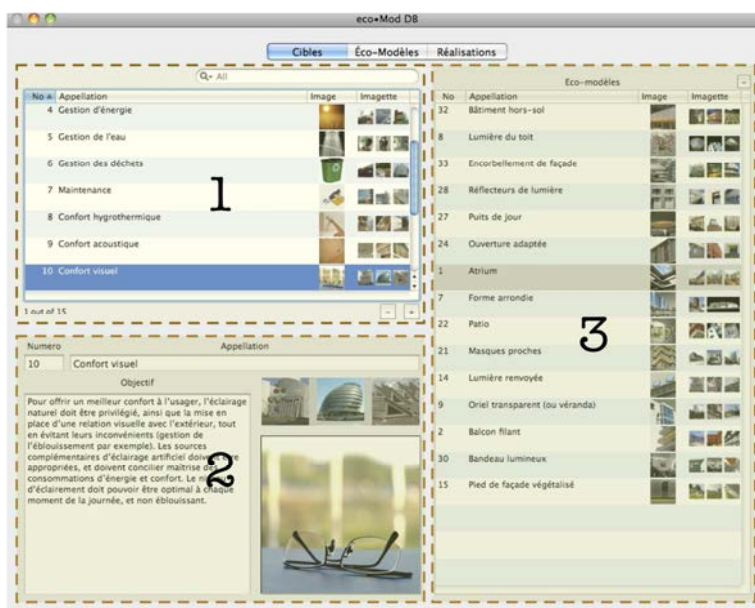 eco•Mod D8
Cibles Éco-Modèles Réalisations
All
No Appellation Image Imagette
4 Gestion d'énergie
5 Gestion de l'eau
6 Gestion des déchets
7 Maintenance
8 Confort hygrothermique
9 Confort acoustique
10 Confort visuel
1 out of 15
1
Numero Appellation
10 Confort visuel
Objectif
Pour offrir un meilleur confort à l'usager, l'éclairage
naturel doit être privilégié, ainsi que la mise en
place d'une relation visuelle avec l'extérieur, tout
en évitant leurs inconvénients (gestion de
l'éblouissement par exemple). Les sources
complémentaires d'éclairage artificiel être
appropriées, et doivent concilier maîtrise
consommations d'énergie et confort. Le
d'éclairement doit pouvoir être optimal à chaque
moment de la journée, et non éblouissant.
2
Eco-modèles
No Appellation Image Imagette
32 Bâtiment hors-sol
8 Lumière du toit
33 Encorbellement de façade
28 Réflecteurs de lumière
27 Puits de jour
24 Ouverture adaptée
1 Atrium
7 Forme arrondie
22 Patio
21 Masques proches
14 Lumière renvoyée
9 Oriel transparent (ou véranda)
2 Balcon filant
30 Bandeau lumineux
15 Pied de façade végétalisé
3